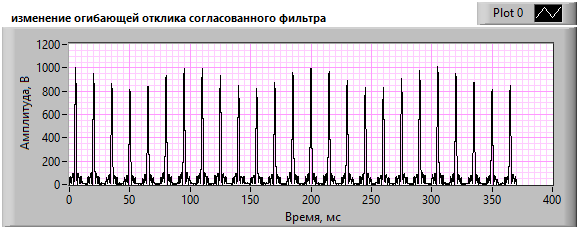 изменение огибающей отклика согласованного фильтра
Plot 0
Амплитуда, В
1200
1000
800
600
400
200
0
0 50 100 150 200 250 300 350 400
Время, мс